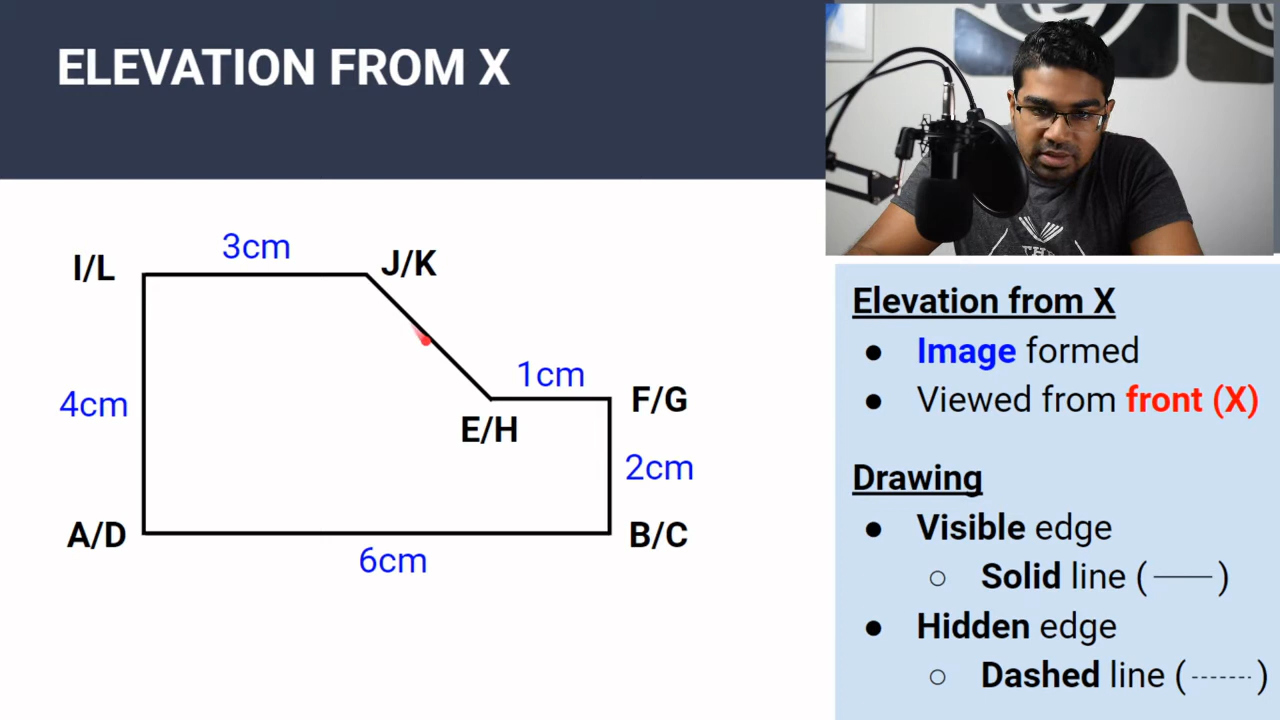 ELEVATION FROM X
I/L
3cm
J/K
4cm
1cm
F/G
E/H
2cm
A/D
B/C
6cm
Elevation from X
● Image formed
● Viewed from front (X)
Drawing
● Visible edge
○ Solid line (——)
● Hidden edge
○ Dashed line (-------)
THE